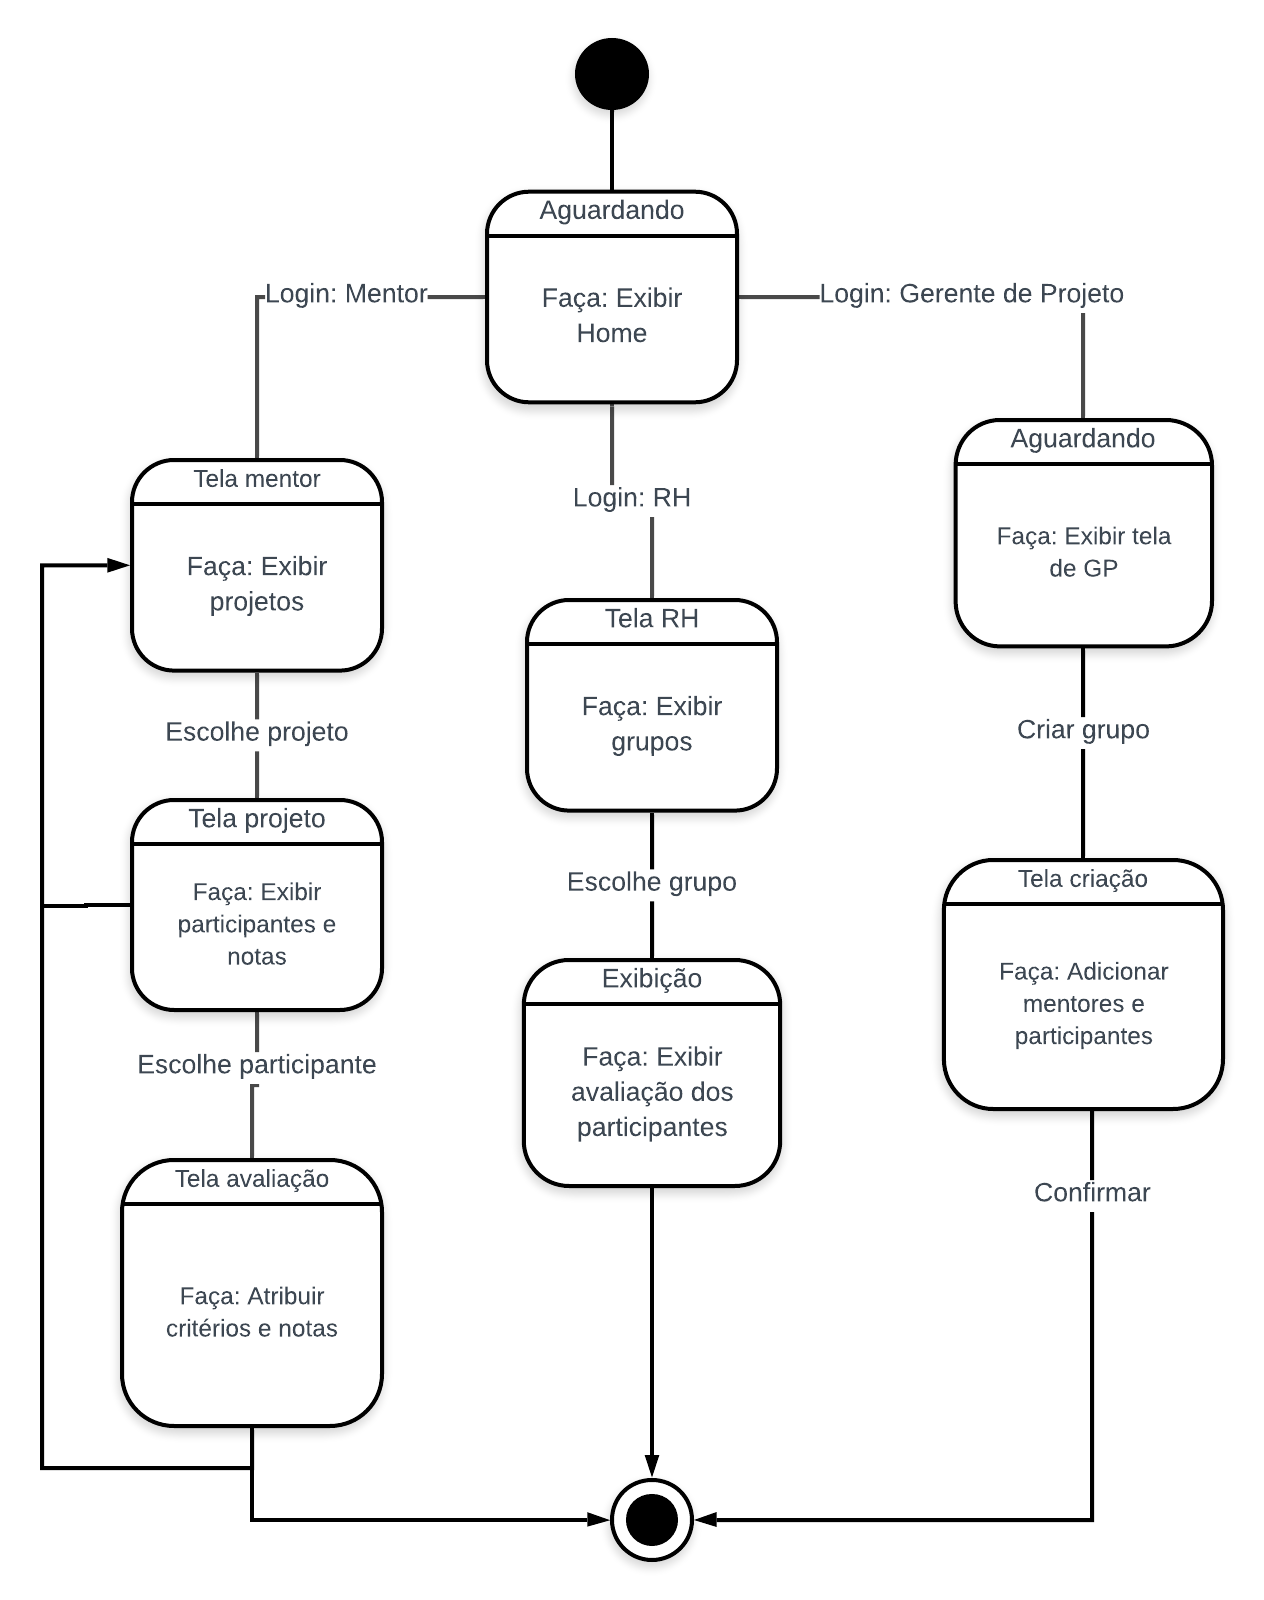 Aguardando
Faça: Exibir
Home
Login: Mentor
Login: Gerente de Projeto
Login: RH
Tela mentor
Faça: Exibir
projetos
Escolhe projeto
Tela projeto
Faça: Exibir
participantes e
notas
Escolhe participante
Tela avaliação
Faça: Atribuir
critérios e notas
Tela RH
Faça: Exibir
grupos
Escolhe grupo
Exibição
Faça: Exibir
avaliação dos
participantes
Aguardando
Faça: Exibir tela
de GP
Criar grupo
Tela criação
Faça: Adicionar
mentores e
participantes
Confirmar